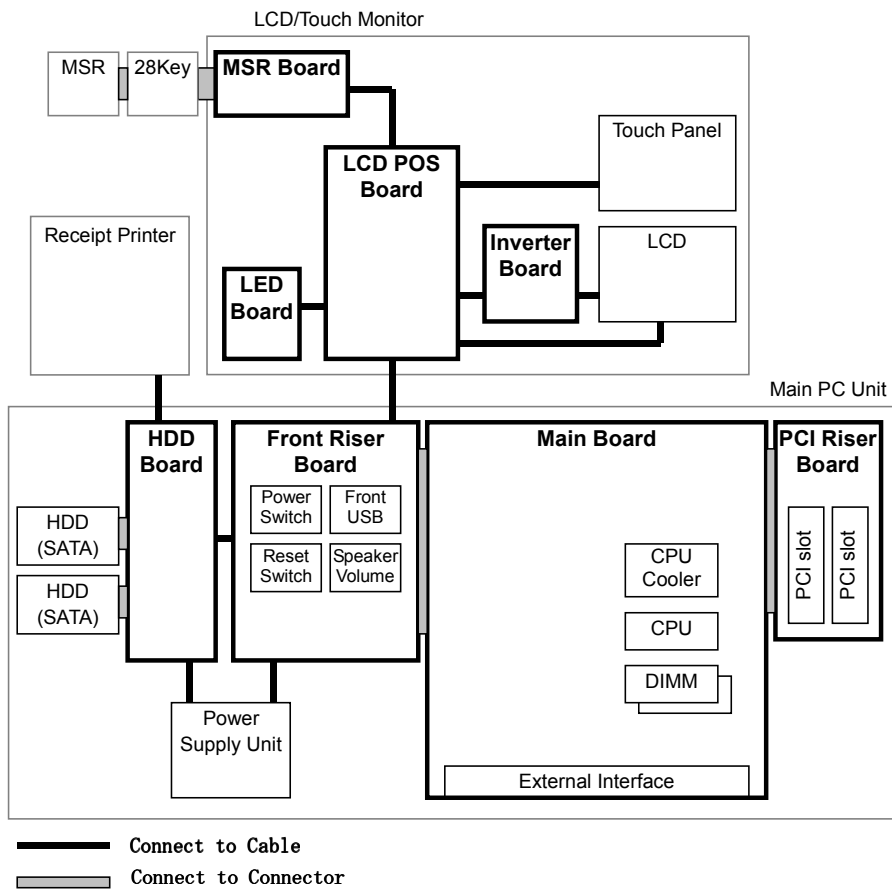 LCD/Touch Monitor
MSR
28Key
MSR Board
Touch Panel
LCD POS
Board
Receipt Printer
Inverter
Board
LCD
LED
Board
Main PC Unit
HDD
Board
Front Riser
Board
Main Board
PCI Riser
Board
Power
Switch
Front
USB
HDD
(SATA)
Reset
Switch
Speaker
Volume
CPU
Cooler
PCI slot
PCI slot
HDD
(SATA)
CPU
DIMM
Power
Supply Unit
External Interface
Connect to Cable
Connect to Connector